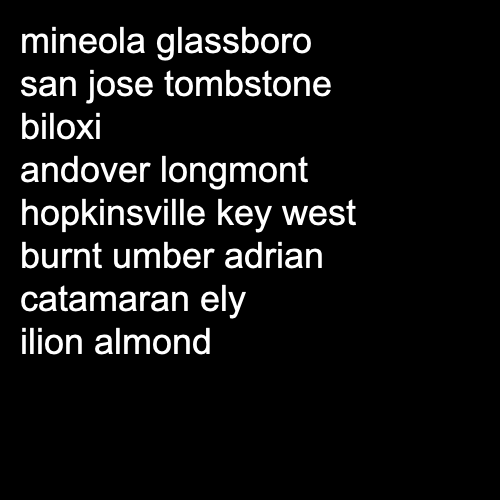 mineola glassboro
san jose tombstone
biloxi
andover longmont
hopkinsville key west
burnt umber adrian
catamaran ely
ilion almond